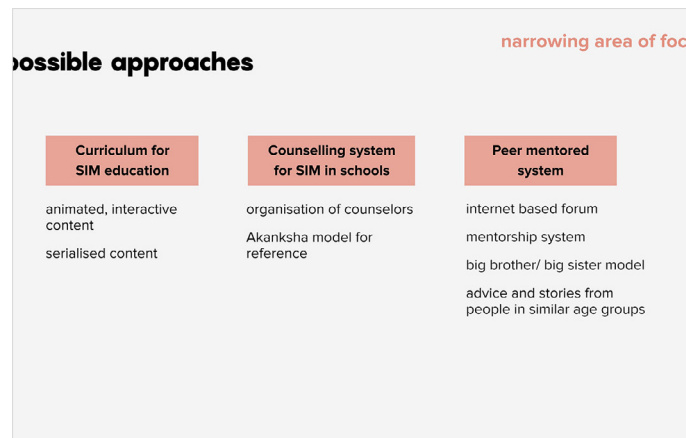 narrowing area of foc
possible approaches
Curriculum for
SIM education
animated, interactive
content
serialised content
Counselling system
for SIM in schools
organisation of counselors
Akanksha model for
reference
Peer mentored
system
internet based forum
mentorship system
big brother/ big sister model
advice and stories from
people in similar age groups